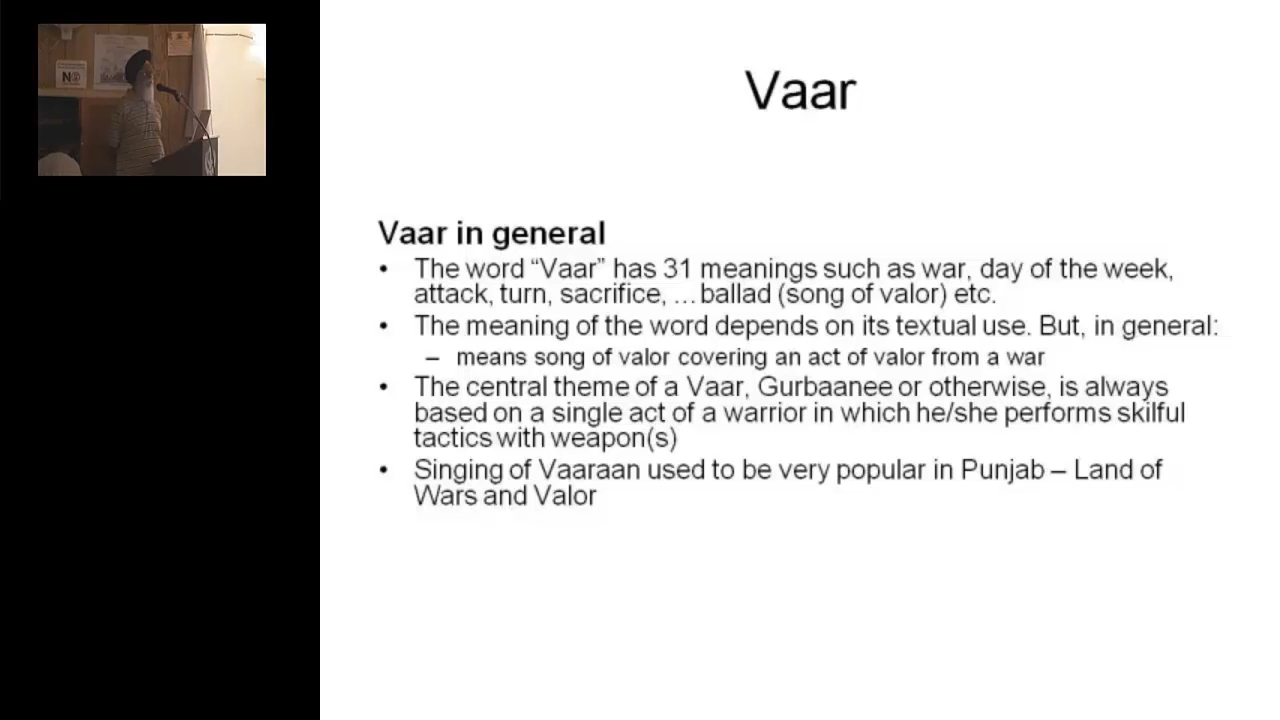 Vaar
Vaar in general
• The word “Vaar” has 31 meanings such as war, day of the week,
attack, turn, sacrifice, ... ballad (song of valor) etc.
• The meaning of the word depends on its textual use. But, in general:
– means song of valor covering an act of valor from a war
• The central theme of a Vaar, Gurbaanee or otherwise, is always
based on a single act of a warrior in which he/she performs skilful
tactics with weapon(s)
• Singing of Vaaraan used to be very popular in Punjab – Land of
Wars and Valor